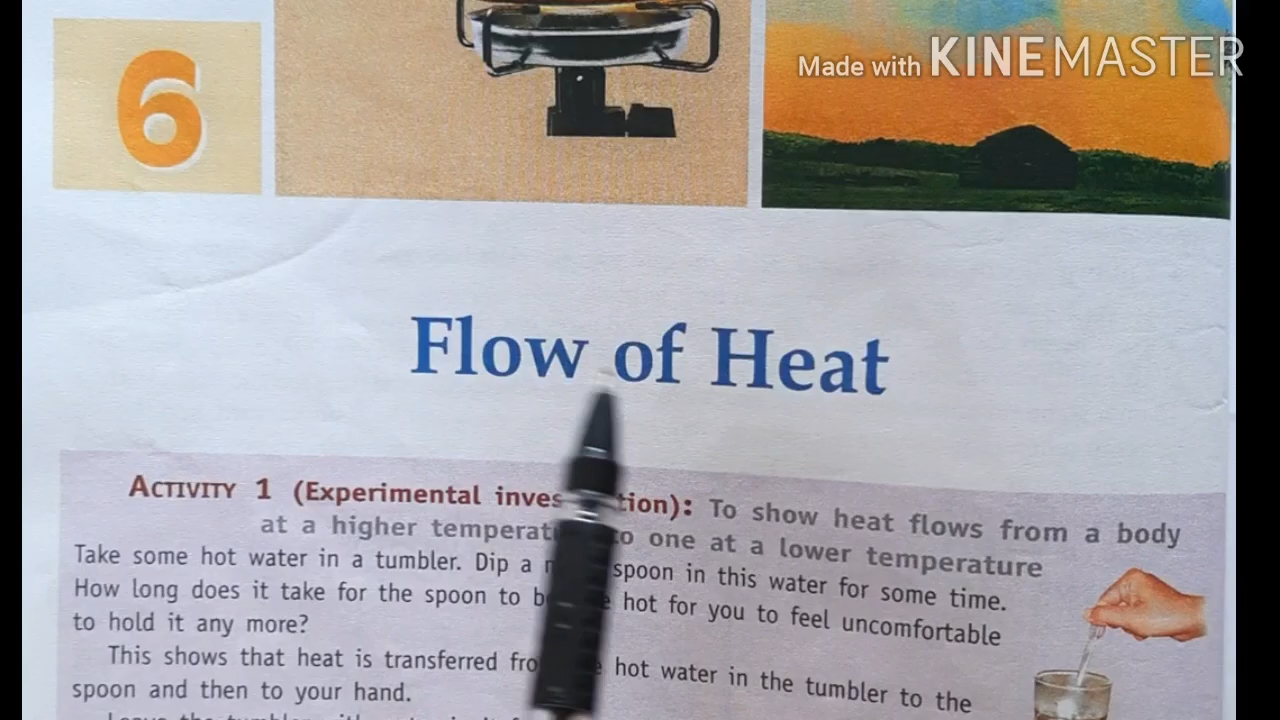 Made with KINEMASTER
6
Flow of Heat
ACTIVITY 1 (Experimental inves tion): To show heat flows from a body
at a higher temperat to one at a lower temperature
Take some hot water in a tumbler. Dip a spoon in this water for some time.
How long does it take for the spoon to hot for you to feel uncomfortable
to hold it any more?
This shows that heat is transferred hot water in the tumbler to the
spoon and then to your hand.